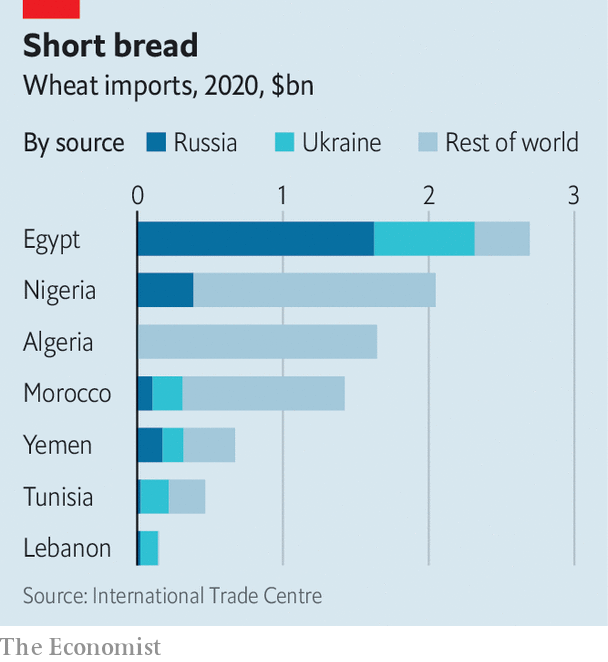 Short bread
Wheat imports, 2020, $bn
By source Russia Ukraine Rest of world
0 1 2 3
Egypt
Nigeria
Algeria
Morocco
Yemen
Tunisia
Lebanon
Source: International Trade Centre
The Economist